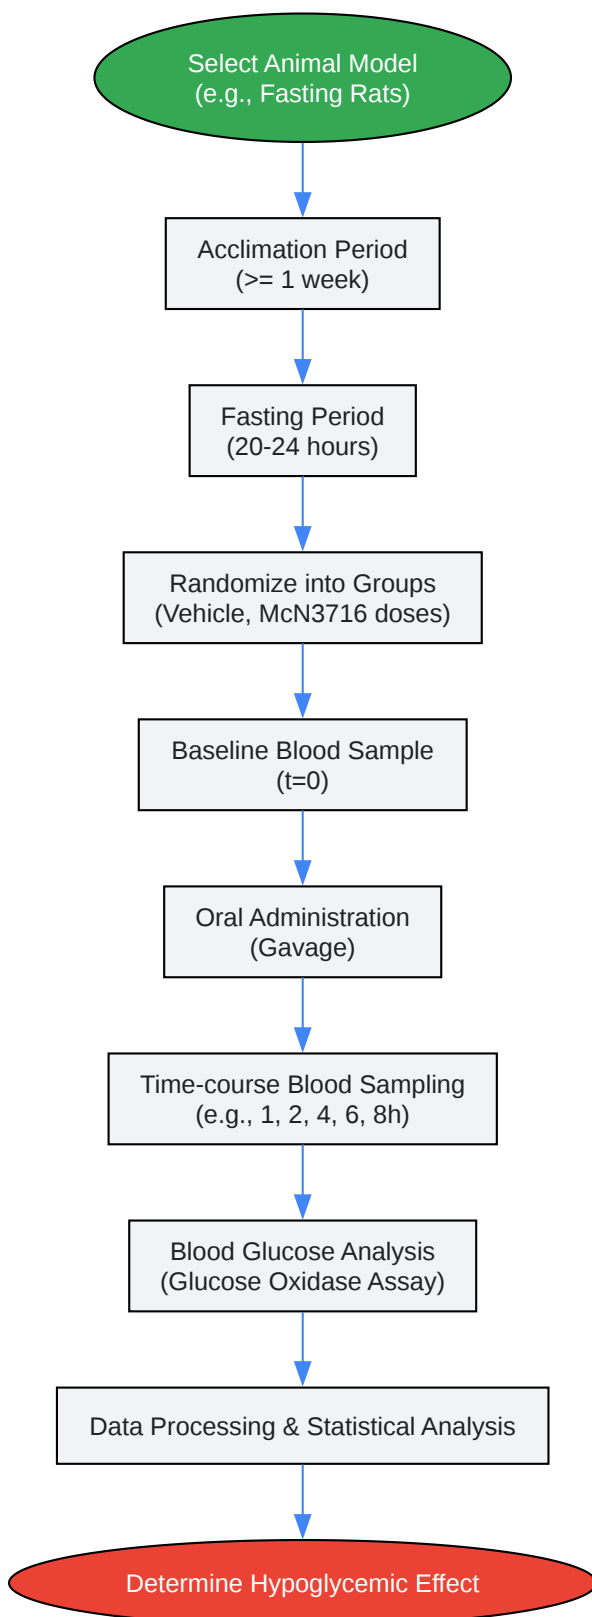 Select Animal Model
(e.g., Fasting Rats)
Acclimation Period
(>= 1 week)
Fasting Period
(20-24 hours)
Randomize into Groups
(Vehicle, McN3716 doses)
Baseline Blood Sample
(t=0)
Oral Administration
(Gavage)
Time-course Blood Sampling
(e.g., 1, 2, 4, 6, 8h)
Blood Glucose Analysis
(Glucose Oxidase Assay)
Data Processing & Statistical Analysis
Determine Hypoglycemic Effect